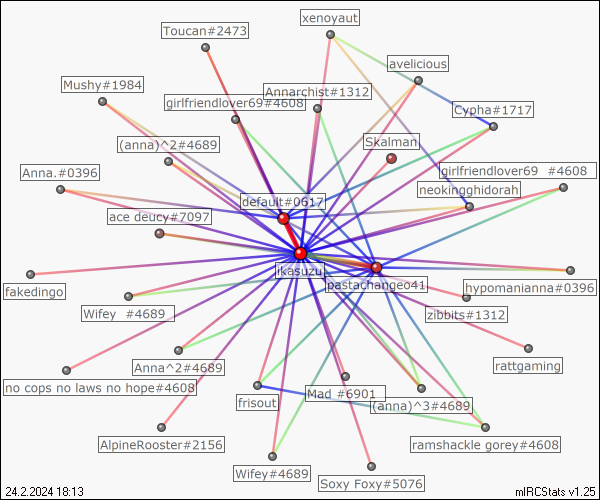 xenoyaut
Toucan#2473
avelicious
Mushy#1984
Annarchist#1312
girlfriendlover69#4608
Cypha#1717
(anna)^2#4689
Skalman
Anna.#0396
girlfriendlover69 #4608
neokingghidorah
default#0617
ace deucy#7097
ikasuzu
pastachange041
fakedingo
hypomanianna#0396
Wifey #4689
zibbits#1312
Anna^2#4689
rattgaming
no cops no laws no hope#4608
Mad #6901
frisout
(anna)^3#4689
AlpineRooster#2156
ramshackle gorey#4608
Wifey#4689
Soxy Foxy#5076
24.2.2024 18:13
mIRCStats v1.25